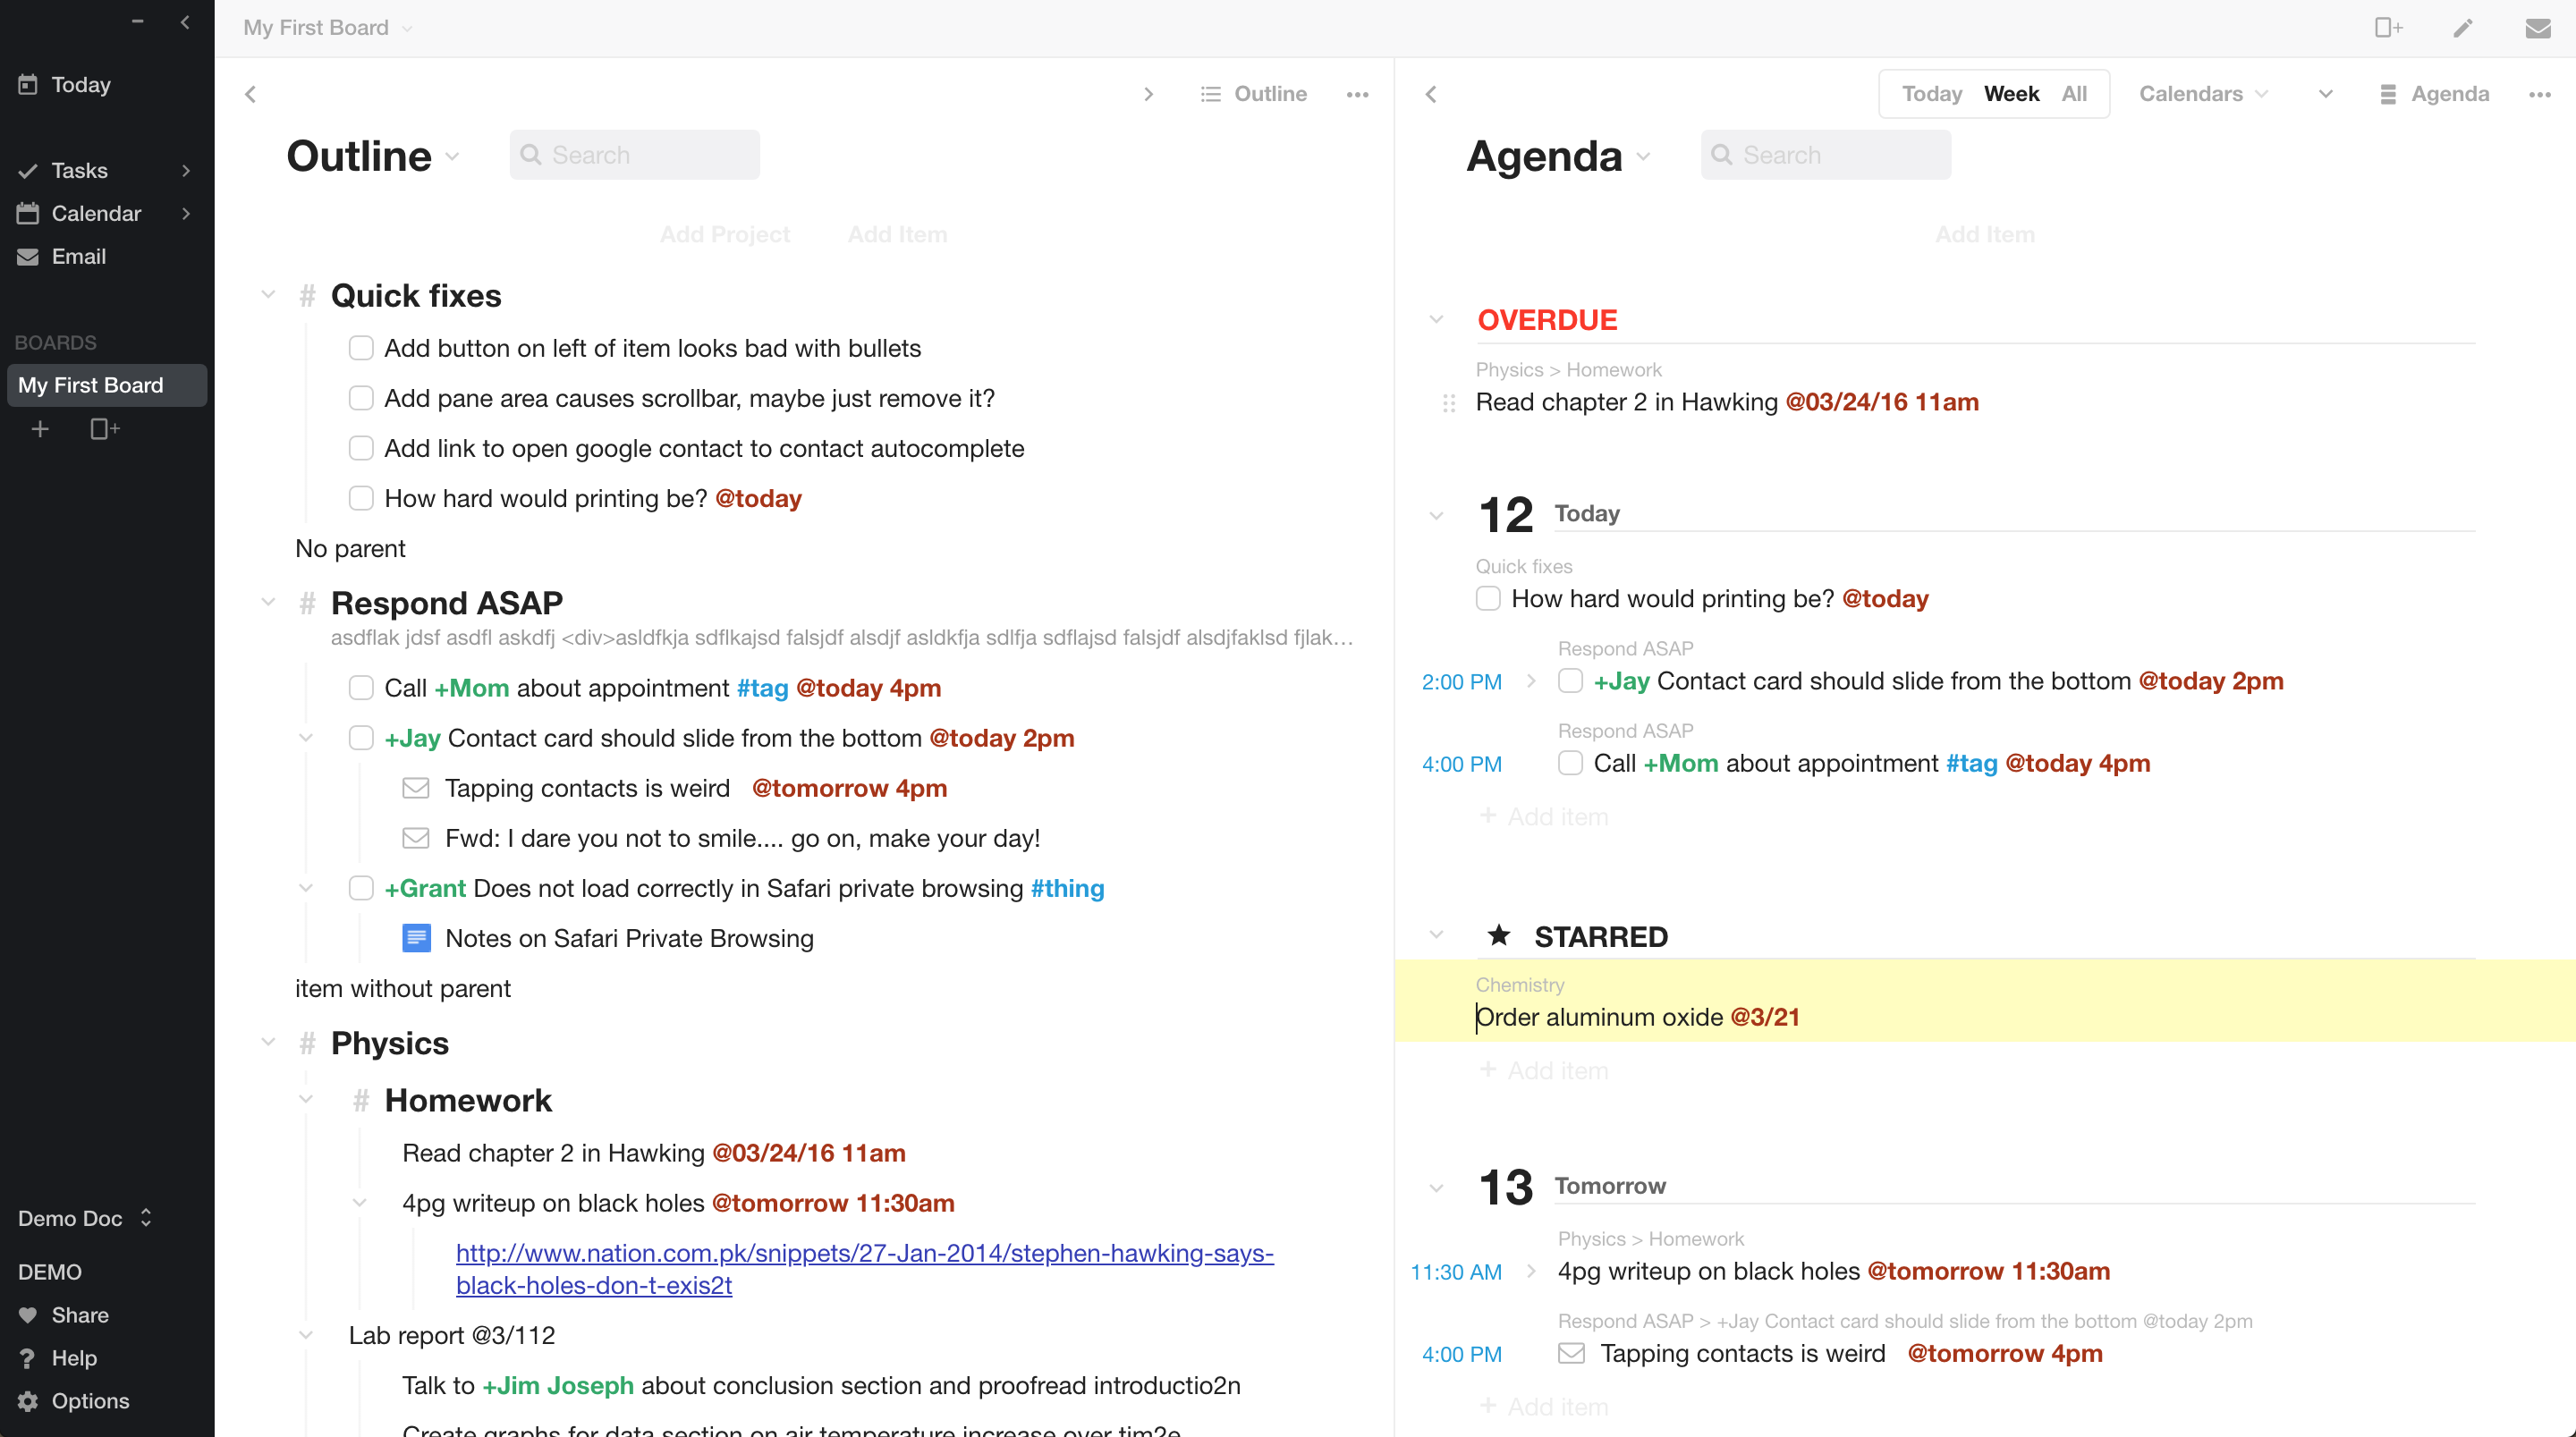 Today
Tasks
Calendar
Email
BOARDS
My First Board
Demo Doc
DEMO
Share
Help
Options
My First Board
Outline
Outline
Search
Add Project
Add Item
# Quick fixes
Add button on left of item looks bad with bullets
Add pane area causes scrollbar, maybe just remove it?
Add link to open google contact to contact autocomplete
How hard would printing be? @today
No parent
# Respond ASAP
asdflak jdsf asdfl askdfj <div>asldfkja sdflkajsd falsjdf alsdjf asldkfja sdlfja sdflajsd falsjdf alsdjfaklsd fjlak…
Call +Mom about appointment #tag @today 4pm
+Jay Contact card should slide from the bottom @today 2pm
Tapping contacts is weird @tomorrow 4pm
Fwd: I dare you not to smile.... go on, make your day!
+Grant Does not load correctly in Safari private browsing #thing
Notes on Safari Private Browsing
item without parent
# Physics
# Homework
Read chapter 2 in Hawking @03/24/16 11am
4pg writeup on black holes @tomorrow 11:30am
http://www.nation.com.pk/snippets/27-Jan-2014/stephen-hawking-says-
black-holes-don-t-exis2t
Lab report @3/112
Talk to +Jim Joseph about conclusion section and proofread introductio2n
Create graphs for data section on air temperature increase over tim2e
Today Week All
Calendars
Agenda
Agenda
Search
Add Item
OVERDUE
Physics > Homework
Read chapter 2 in Hawking @03/24/16 11am
12 Today
Quick fixes
How hard would printing be? @today
Respond ASAP
2:00 PM +Jay Contact card should slide from the bottom @today 2pm
Respond ASAP
4:00 PM Call +Mom about appointment #tag @today 4pm
+ Add item
STARRED
Chemistry
Order aluminum oxide @3/21
+ Add item
13 Tomorrow
Physics > Homework
11:30 AM 4pg writeup on black holes @tomorrow 11:30am
Respond ASAP > +Jay Contact card should slide from the bottom @today 2pm
4:00 PM Tapping contacts is weird @tomorrow 4pm
+ Add item